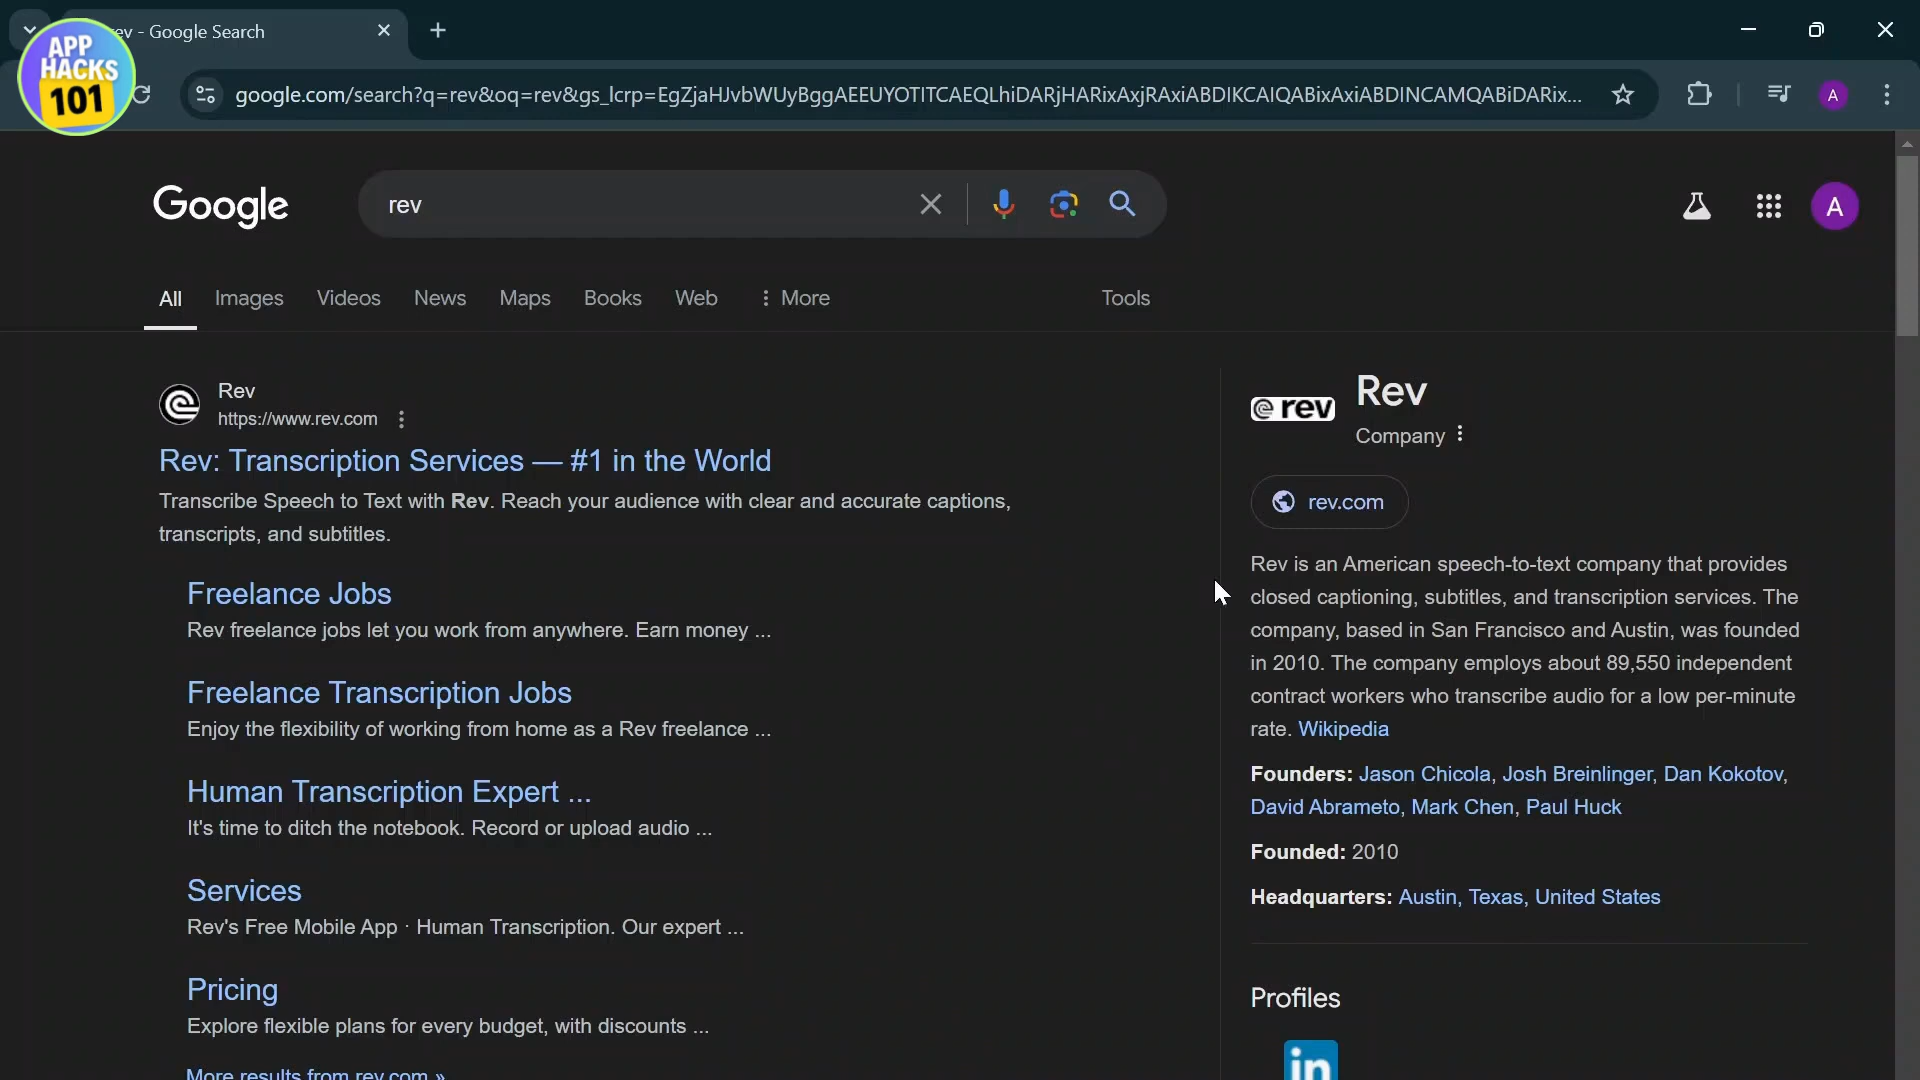 APP
HACKS
101
ev - Google Search
google.com/search?q=rev&oq=rev&gs_lcrp=EgZjaHJvbWUyBggAEEUYOTITCAEQLhiDARjHARixAxjRAxiABDIKCAIQABixAxiABDINCAMQABiDARix...
A
Google
rev
A
All Images Videos News Maps Books Web More Tools
Rev
https://www.rev.com
Rev: Transcription Services — #1 in the World
Transcribe Speech to Text with Rev. Reach your audience with clear and accurate captions,
transcripts, and subtitles.
Freelance Jobs
Rev freelance jobs let you work from anywhere. Earn money ...
Freelance Transcription Jobs
Enjoy the flexibility of working from home as a Rev freelance ...
Human Transcription Expert ...
It's time to ditch the notebook. Record or upload audio ...
Services
Rev's Free Mobile App · Human Transcription. Our expert ...
Pricing
Explore flexible plans for every budget, with discounts ...
More results from rev.com »
rev
Rev
Company
rev.com
Rev is an American speech-to-text company that provides
closed captioning, subtitles, and transcription services. The
company, based in San Francisco and Austin, was founded
in 2010. The company employs about 89,550 independent
contract workers who transcribe audio for a low per-minute
rate. Wikipedia
Founders: Jason Chicola, Josh Breinlinger, Dan Kokotov,
David Abrameto, Mark Chen, Paul Huck
Founded: 2010
Headquarters: Austin, Texas, United States
Profiles
in